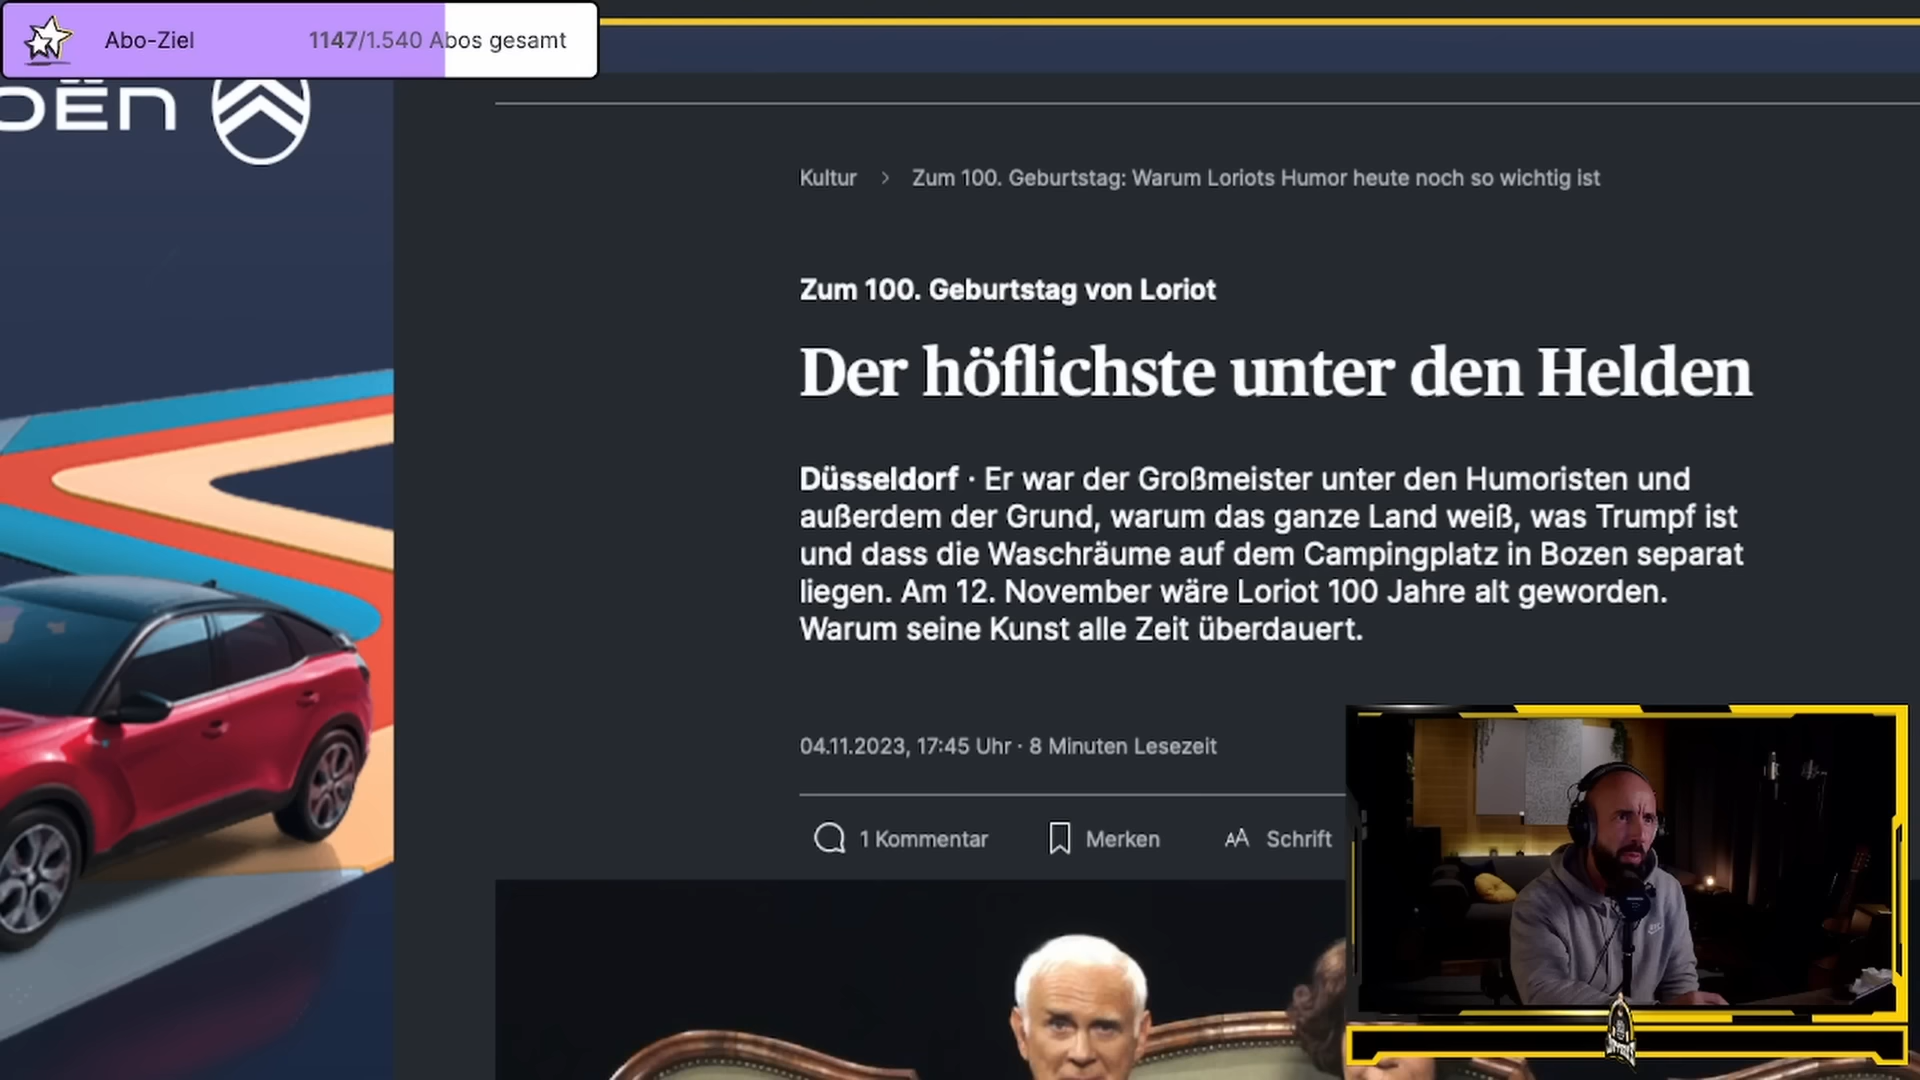 Abo-Ziel 1147/1.540 Abos gesamt
OËN
Kultur > Zum 100. Geburtstag: Warum Loriots Humor heute noch so wichtig ist
Zum 100. Geburtstag von Loriot
Der höflichste unter den Helden
Düsseldorf · Er war der Großmeister unter den Humoristen und
außerdem der Grund, warum das ganze Land weiß, was Trumpf ist
und dass die Waschräume auf dem Campingplatz in Bozen separat
liegen. Am 12. November wäre Loriot 100 Jahre alt geworden.
Warum seine Kunst alle Zeit überdauert.
04.11.2023, 17:45 Uhr · 8 Minuten Lesezeit
1 Kommentar Merken AA Schrift